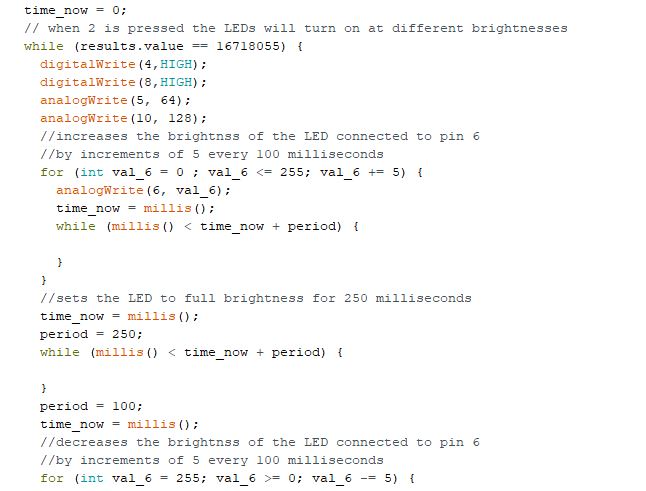 time_now = 0;
// when 2 is pressed the LEDs will turn on at different brightnesses
while (results.value == 16718055) {
digitalWrite(4,HIGH);
digitalWrite(8,HIGH);
analogWrite(5, 64);
analogWrite(10, 128);
//increases the brightnss of the LED connected to pin 6
//by increments of 5 every 100 milliseconds
for (int val_6 = 0 ; val_6 <= 255; val_6 += 5) {
analogWrite(6, val_6);
time_now = millis();
while (millis() < time_now + period) {
}
}
//sets the LED to full brightness for 250 milliseconds
time_now = millis();
period = 250;
while (millis() < time_now + period) {
}
period = 100;
time_now = millis();
//decreases the brightnss of the LED connected to pin 6
//by increments of 5 every 100 milliseconds
for (int val_6 = 255; val_6 >= 0; val_6 -= 5) {